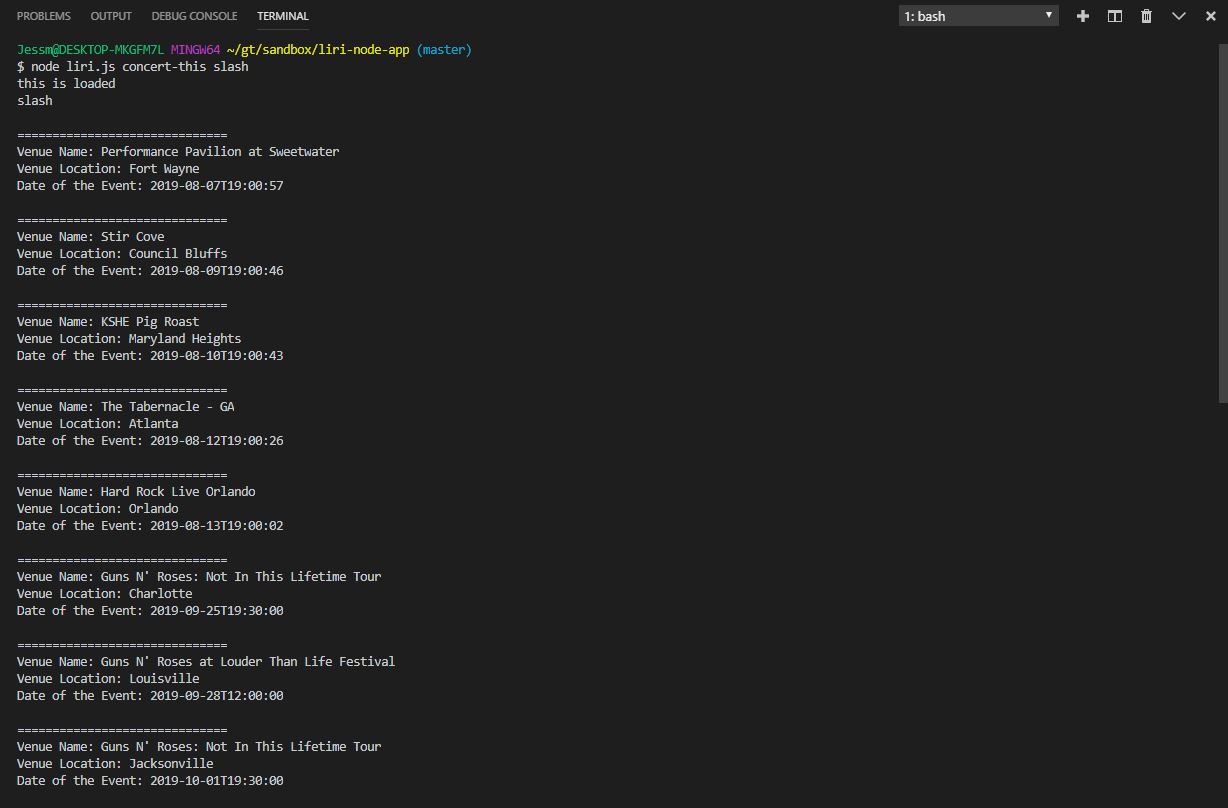 PROBLEMS OUTPUT DEBUG CONSOLE TERMINAL 1: bash
Jessm@DESKTOP-MKGFM7L MINGW64 ~/gt/sandbox/liri-node-app (master)
$ node liri.js concert-this slash
this is loaded
slash
==============================
Venue Name: Performance Pavilion at Sweetwater
Venue Location: Fort Wayne
Date of the Event: 2019-08-07T19:00:57
==============================
Venue Name: Stir Cove
Venue Location: Council Bluffs
Date of the Event: 2019-08-09T19:00:46
==============================
Venue Name: KSHE Pig Roast
Venue Location: Maryland Heights
Date of the Event: 2019-08-10T19:00:43
==============================
Venue Name: The Tabernacle - GA
Venue Location: Atlanta
Date of the Event: 2019-08-12T19:00:26
==============================
Venue Name: Hard Rock Live Orlando
Venue Location: Orlando
Date of the Event: 2019-08-13T19:00:02
==============================
Venue Name: Guns N' Roses: Not In This Lifetime Tour
Venue Location: Charlotte
Date of the Event: 2019-09-25T19:30:00
==============================
Venue Name: Guns N' Roses at Louder Than Life Festival
Venue Location: Louisville
Date of the Event: 2019-09-28T12:00:00
==============================
Venue Name: Guns N' Roses: Not In This Lifetime Tour
Venue Location: Jacksonville
Date of the Event: 2019-10-01T19:30:00